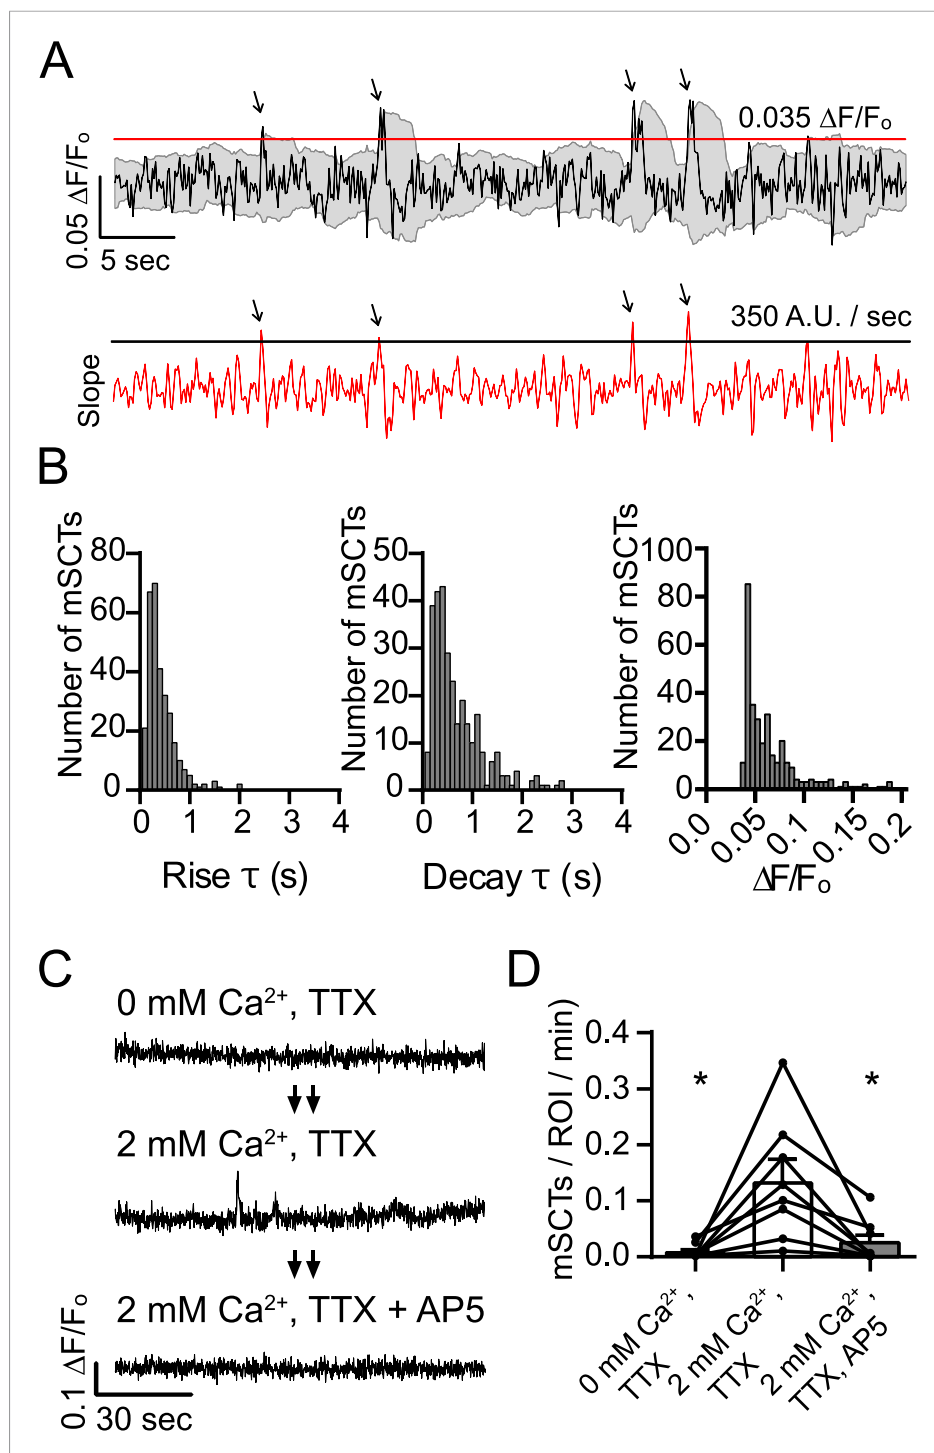 A
0.035 ΔF/Fₒ
0.05 ΔF/Fₒ
5 sec
350 A.U. / sec
Slope
B
Number of mSCTs
80
60
40
20
0
0 1 2 3 4
Rise τ (s)
Number of mSCTs
50
40
30
20
10
0
0 1 2 3 4
Decay τ (s)
Number of mSCTs
100
80
60
40
20
0
0.0 0.05 0.1 0.15 0.2
ΔF/Fₒ
C
0 mM Ca²⁺, TTX
2 mM Ca²⁺, TTX
2 mM Ca²⁺, TTX + AP5
0.1 ΔF/Fₒ
30 sec
D
mSCTs / ROI / min)
0.4
0.3
0.2
0.1
0.0
* *
0 mM Ca²⁺,
TTX
2 mM Ca²⁺,
TTX
2 mM Ca²⁺,
TTX, AP5